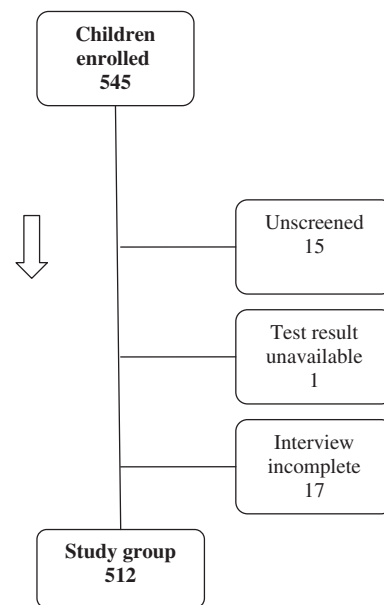 Children
enrolled
545
Unscreened
15
Test result
unavailable
1
Interview
incomplete
17
Study group
512